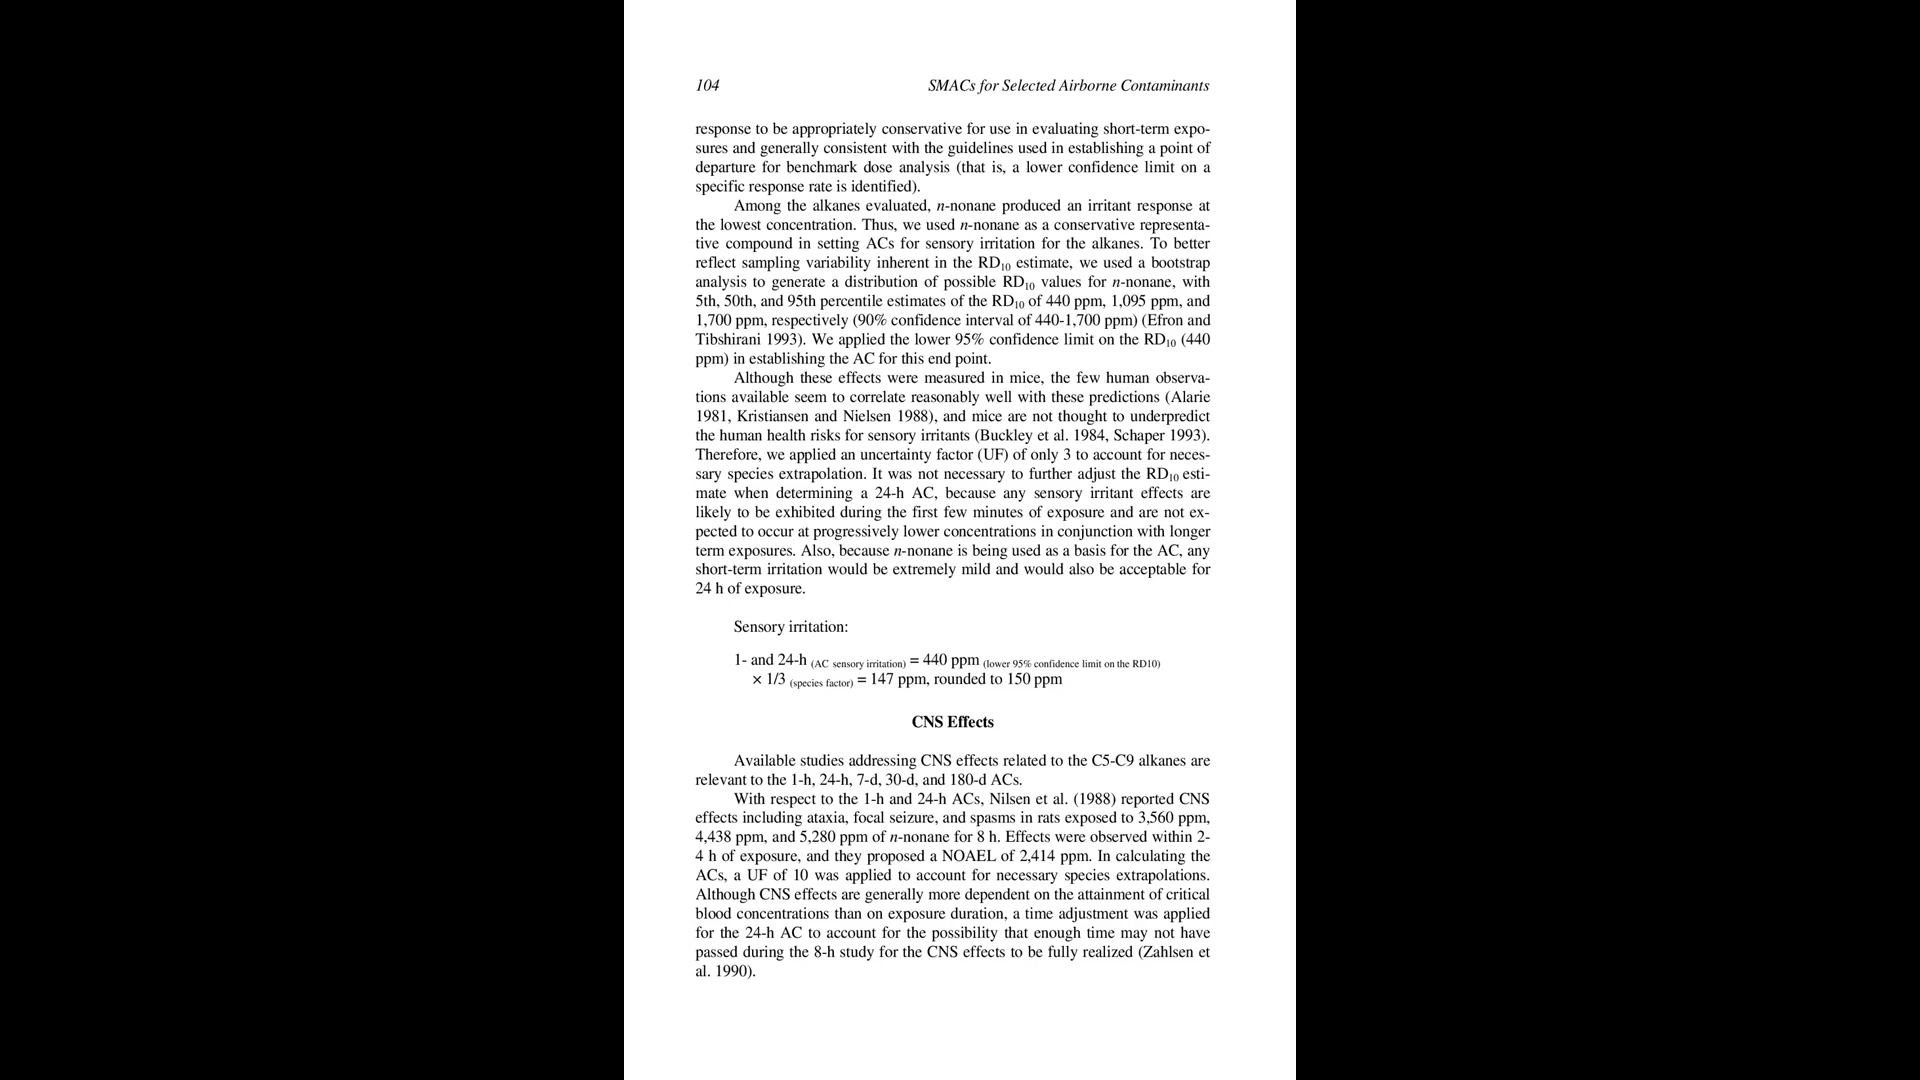 104 SMACs for Selected Airborne Contaminants
response to be appropriately conservative for use in evaluating short-term expo-
sures and generally consistent with the guidelines used in establishing a point of
departure for benchmark dose analysis (that is, a lower confidence limit on a
specific response rate is identified).
Among the alkanes evaluated, n-nonane produced an irritant response at
the lowest concentration. Thus, we used n-nonane as a conservative representa-
tive compound in setting ACs for sensory irritation for the alkanes. To better
reflect sampling variability inherent in the RD10 estimate, we used a bootstrap
analysis to generate a distribution of possible RD10 values for n-nonane, with
5th, 50th, and 95th percentile estimates of the RD10 of 440 ppm, 1,095 ppm, and
1,700 ppm, respectively (90% confidence interval of 440-1,700 ppm) (Efron and
Tibshirani 1993). We applied the lower 95% confidence limit on the RD10 (440
ppm) in establishing the AC for this end point.
Although these effects were measured in mice, the few human observa-
tions available seem to correlate reasonably well with these predictions (Alarie
1981, Kristiansen and Nielsen 1988), and mice are not thought to underpredict
the human health risks for sensory irritants (Buckley et al. 1984, Schaper 1993).
Therefore, we applied an uncertainty factor (UF) of only 3 to account for neces-
sary species extrapolation. It was not necessary to further adjust the RD10 esti-
mate when determining a 24-h AC, because any sensory irritant effects are
likely to be exhibited during the first few minutes of exposure and are not ex-
pected to occur at progressively lower concentrations in conjunction with longer
term exposures. Also, because n-nonane is being used as a basis for the AC, any
short-term irritation would be extremely mild and would also be acceptable for
24 h of exposure.
Sensory irritation:
1- and 24-h (AC sensory irritation) = 440 ppm (lower 95% confidence limit on the RD10)
× 1/3 (species factor) = 147 ppm, rounded to 150 ppm
CNS Effects
Available studies addressing CNS effects related to the C5-C9 alkanes are
relevant to the 1-h, 24-h, 7-d, 30-d, and 180-d ACs.
With respect to the 1-h and 24-h ACs, Nilsen et al. (1988) reported CNS
effects including ataxia, focal seizure, and spasms in rats exposed to 3,560 ppm,
4,438 ppm, and 5,280 ppm of n-nonane for 8 h. Effects were observed within 2-
4 h of exposure, and they proposed a NOAEL of 2,414 ppm. In calculating the
ACs, a UF of 10 was applied to account for necessary species extrapolations.
Although CNS effects are generally more dependent on the attainment of critical
blood concentrations than on exposure duration, a time adjustment was applied
for the 24-h AC to account for the possibility that enough time may not have
passed during the 8-h study for the CNS effects to be fully realized (Zahlsen et
al. 1990).